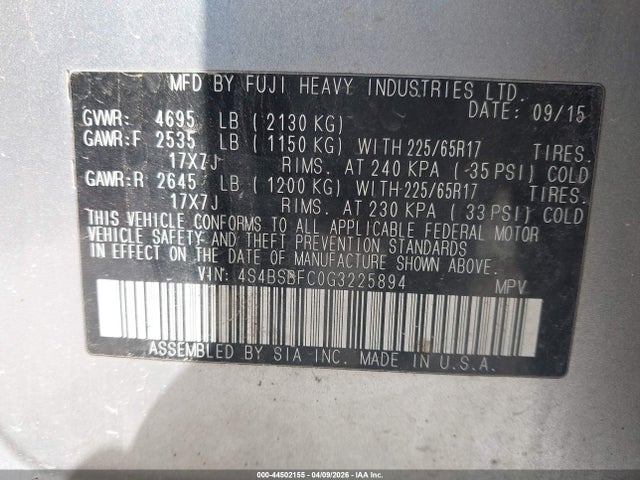 MFD BY FUJI HEAVY INDUSTRIES LTD.
DATE: 09/15
GVWR: 4695 LB (2130 KG)
GAWR:F 2535 LB (1150 KG) WITH 225/65R17 TIRES.
17X7J RIMS. AT 240 KPA (35 PSI) COLD
GAWR:R 2645 LB (1200 KG) WITH 225/65R17 TIRES.
17X7J RIMS. AT 230 KPA (33 PSI) COLD
THIS VEHICLE CONFORMS TO ALL APPLICABLE FEDERAL MOTOR
VEHICLE SAFETY AND THEFT PREVENTION STANDARDS
IN EFFECT ON THE DATE OF MANUFACTURE SHOWN ABOVE.
VIN: 4S4BSBFC0G3225894 MPV
ASSEMBLED BY SIA INC. MADE IN U.S.A.
000-44502155 - 04/09/2026 - IAA Inc.